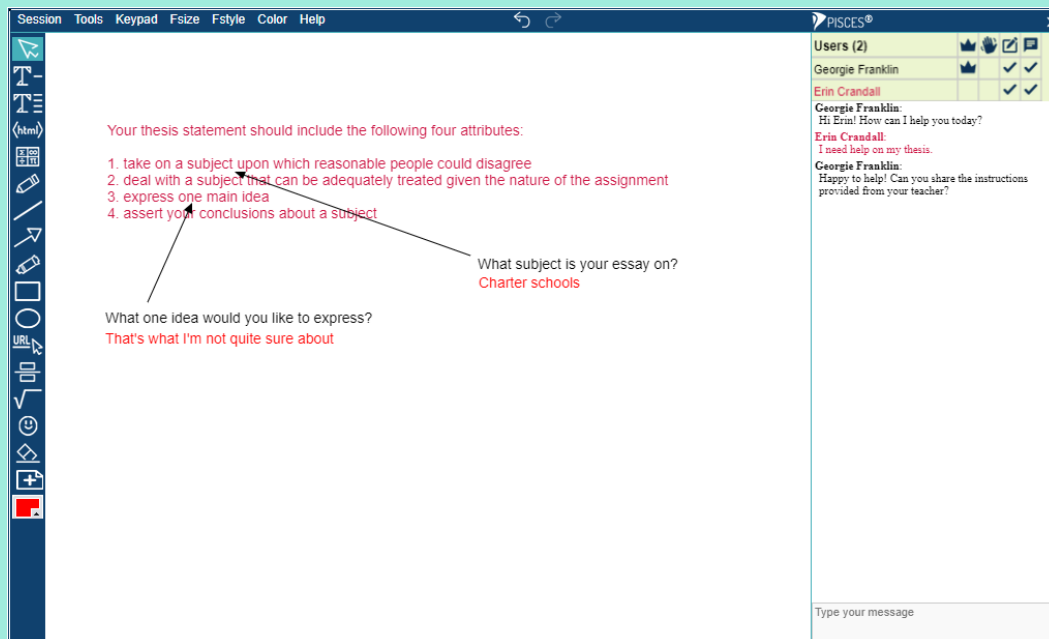 Session Tools Keypad Fsize Fstyle Color Help
PISCES®
Users (2)
Georgie Franklin
Erin Crandall
Georgie Franklin:
Hi Erin! How can I help you today?
Erin Crandall:
I need help on my thesis.
Georgie Franklin:
Happy to help! Can you share the instructions
provided from your teacher?
Type your message
T
T
<html>
Σ ∞
÷ π
URL
Your thesis statement should include the following four attributes:
1. take on a subject upon which reasonable people could disagree
2. deal with a subject that can be adequately treated given the nature of the assignment
3. express one main idea
4. assert your conclusions about a subject
What subject is your essay on?
Charter schools
What one idea would you like to express?
That's what I'm not quite sure about